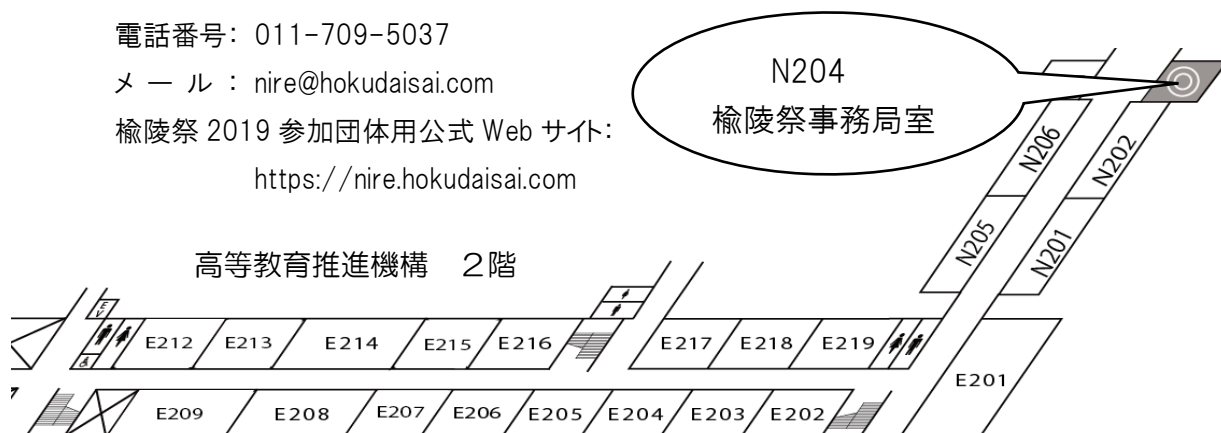 電話番号: 011-709-5037
メ ー ル : nire@hokudaisai.com
楡陵祭 2019 参加団体用公式 Web サイト:
https://nire.hokudaisai.com
N204
楡陵祭事務局室
高等教育推進機構 2階
N206
N202
N205
N201
EV
E212
E213
E214
E215
E216
E217
E218
E219
E201
E209
E208
E207
E206
E205
E204
E203
E202